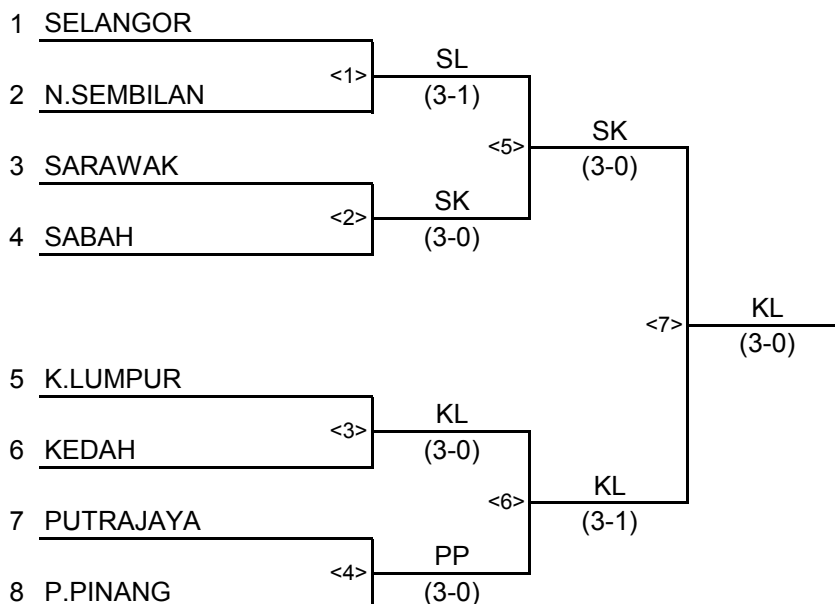 1 SELANGOR
SL
<1>
2 N.SEMBILAN
(3-1)
SK
<5>
(3-0)
3 SARAWAK
SK
<2>
4 SABAH
(3-0)
KL
<7>
(3-0)
5 K.LUMPUR
KL
<3>
6 KEDAH
(3-0)
KL
<6>
7 PUTRAJAYA
(3-1)
PP
<4>
8 P.PINANG
(3-0)